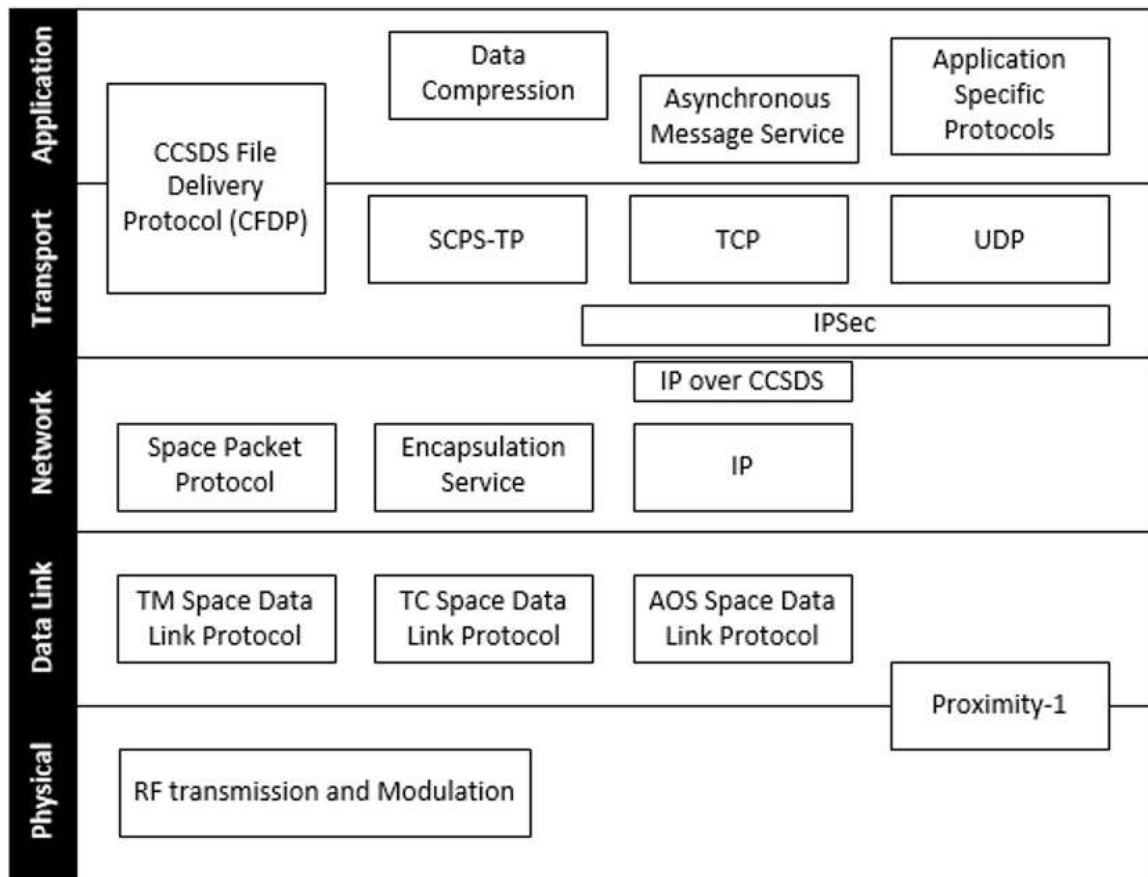 Application
Data
Compression
Asynchronous
Message Service
Application
Specific
Protocols
CCSDS File
Delivery
Protocol (CFDP)
Transport
SCPS-TP
TCP
UDP
IPSec
Network
IP over CCSDS
Space Packet
Protocol
Encapsulation
Service
IP
Data Link
TM Space Data
Link Protocol
TC Space Data
Link Protocol
AOS Space Data
Link Protocol
Proximity-1
Physical
RF transmission and Modulation